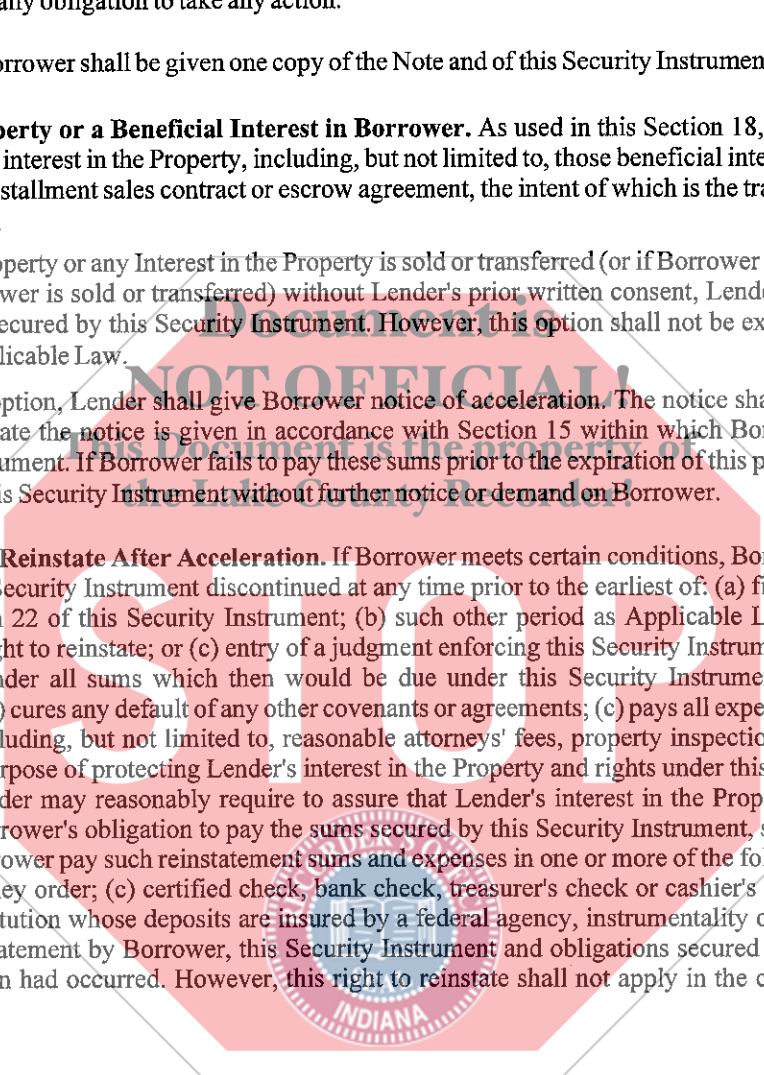 any obligation to take any action.
orrower shall be given one copy of the Note and of this Security Instrumen
perty or a Beneficial Interest in Borrower. As used in this Section 18,
interest in the Property, including, but not limited to, those beneficial inte
stallment sales contract or escrow agreement, the intent of which is the tra
operty or any Interest in the Property is sold or transferred (or if Borrower
wer is sold or transferred) without Lender's prior written consent, Lende
ecured by this Security Instrument. However, this option shall not be ex
licable Law.
ption, Lender shall give Borrower notice of acceleration. The notice sha
ate the notice is given in accordance with Section 15 within which Bor
ument. If Borrower fails to pay these sums prior to the expiration of this p
is Security Instrument without further notice or demand on Borrower.
Reinstate After Acceleration. If Borrower meets certain conditions, Bor
Security Instrument discontinued at any time prior to the earliest of: (a) fi
n 22 of this Security Instrument; (b) such other period as Applicable L
ght to reinstate; or (c) entry of a judgment enforcing this Security Instrum
nder all sums which then would be due under this Security Instrume
) cures any default of any other covenants or agreements; (c) pays all expe
luding, but not limited to, reasonable attorneys' fees, property inspectio
rpose of protecting Lender's interest in the Property and rights under this
der may reasonably require to assure that Lender's interest in the Prop
rrower's obligation to pay the sums secured by this Security Instrument, s
ower pay such reinstatement sums and expenses in one or more of the fol
ey order; (c) certified check, bank check, treasurer's check or cashier's
tution whose deposits are insured by a federal agency, instrumentality o
atement by Borrower, this Security Instrument and obligations secured
n had occurred. However, this right to reinstate shall not apply in the c
Document is
NOT OFFICIAL!
This Document is the property of
the Lake County Recorder!
STOP
INDIANA